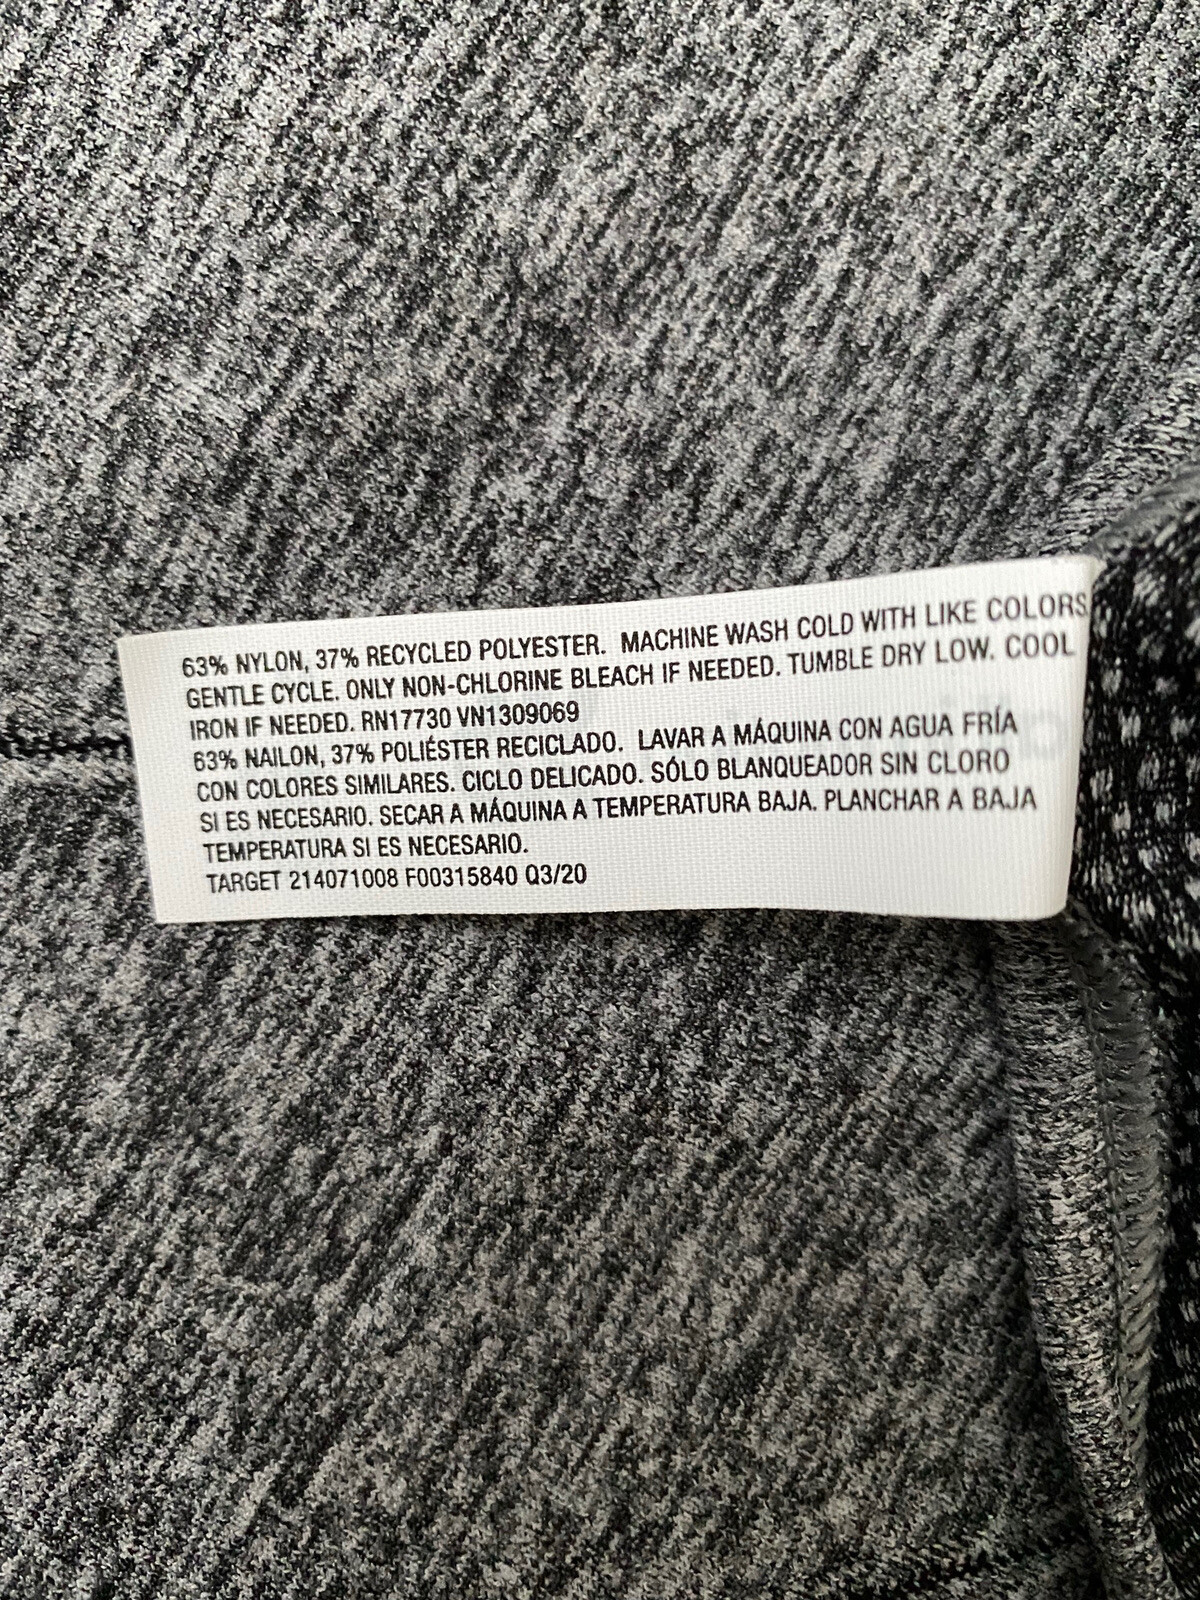 63% NYLON, 37% RECYCLED POLYESTER. MACHINE WASH COLD WITH LIKE COLORS
GENTLE CYCLE. ONLY NON-CHLORINE BLEACH IF NEEDED. TUMBLE DRY LOW. COOL
IRON IF NEEDED. RN17730 VN1309069
63% NAILON, 37% POLIÉSTER RECICLADO. LAVAR A MÁQUINA CON AGUA FRÍA
CON COLORES SIMILARES. CICLO DELICADO. SÓLO BLANQUEADOR SIN CLORO
SI ES NECESARIO. SECAR A MÁQUINA A TEMPERATURA BAJA. PLANCHAR A BAJA
TEMPERATURA SI ES NECESARIO.
TARGET 214071008 F00315840 Q3/20